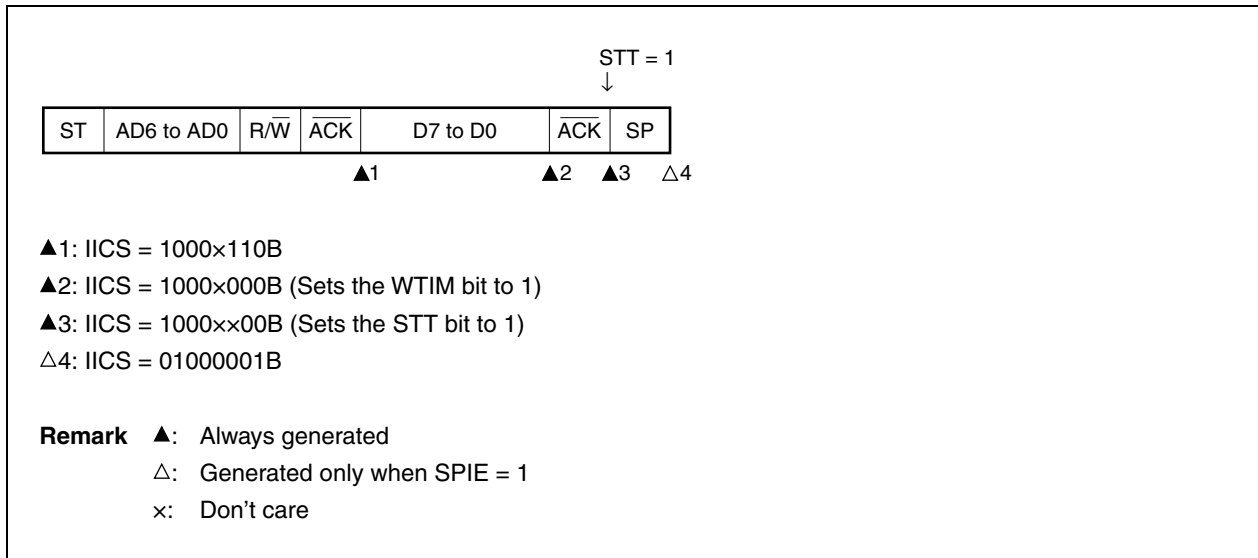 STT = 1
↓
ST AD6 to AD0 R/W̅ A̅C̅K̅ D7 to D0 A̅C̅K̅ SP
▲1 ▲2 ▲3 △4
▲1: IICS = 1000×110B
▲2: IICS = 1000×000B (Sets the WTIM bit to 1)
▲3: IICS = 1000××00B (Sets the STT bit to 1)
△4: IICS = 01000001B
Remark ▲: Always generated
△: Generated only when SPIE = 1
×: Don't care